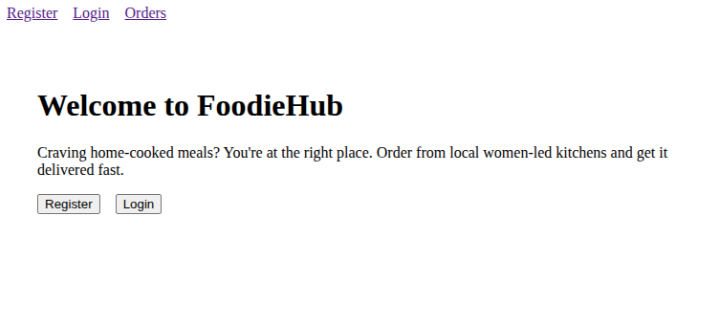 Register Login Orders
Welcome to FoodieHub
Craving home-cooked meals? You're at the right place. Order from local women-led kitchens and get it
delivered fast.
Register Login